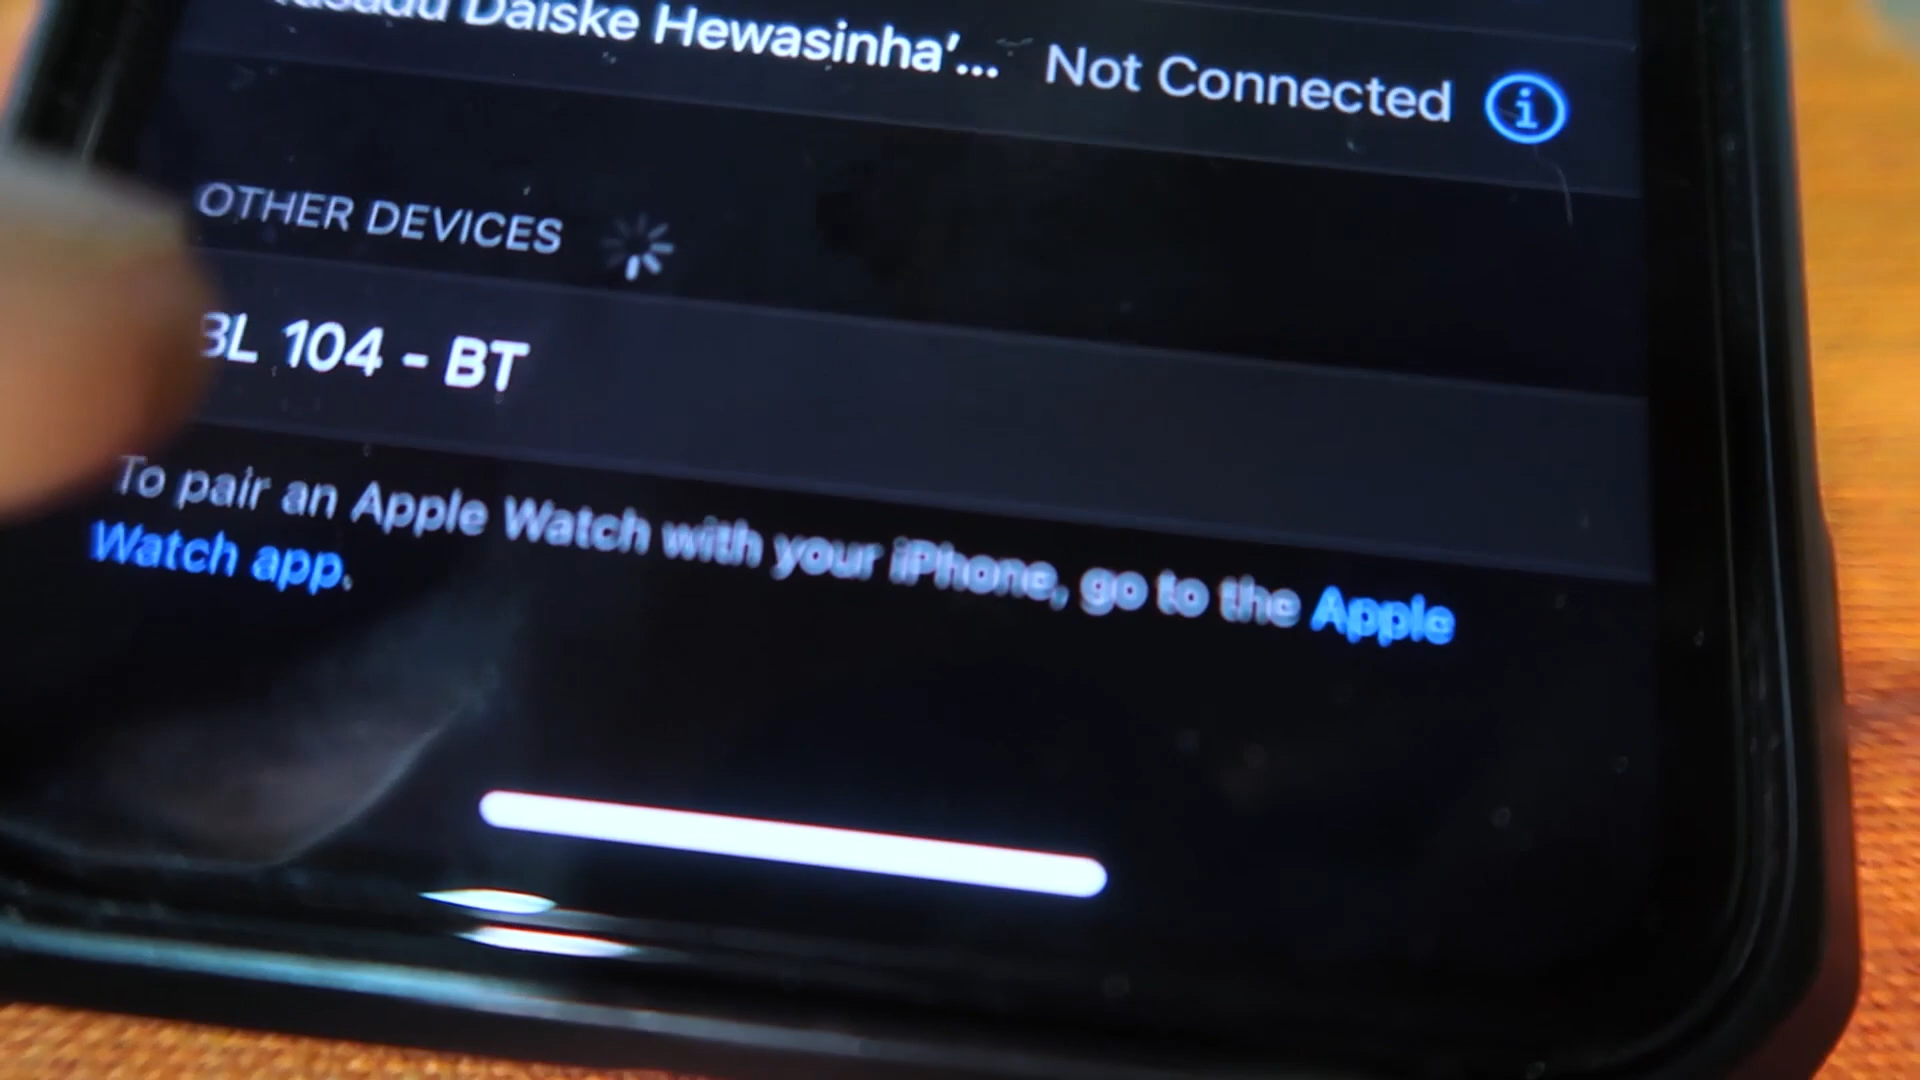 Daiske Hewasinha’... Not Connected
OTHER DEVICES
BL 104 - BT
To pair an Apple Watch with your iPhone, go to the Apple
Watch app.